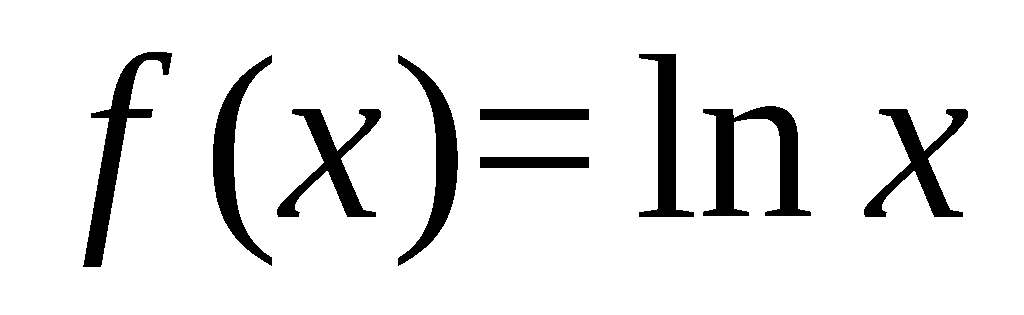 f (x)= ln x